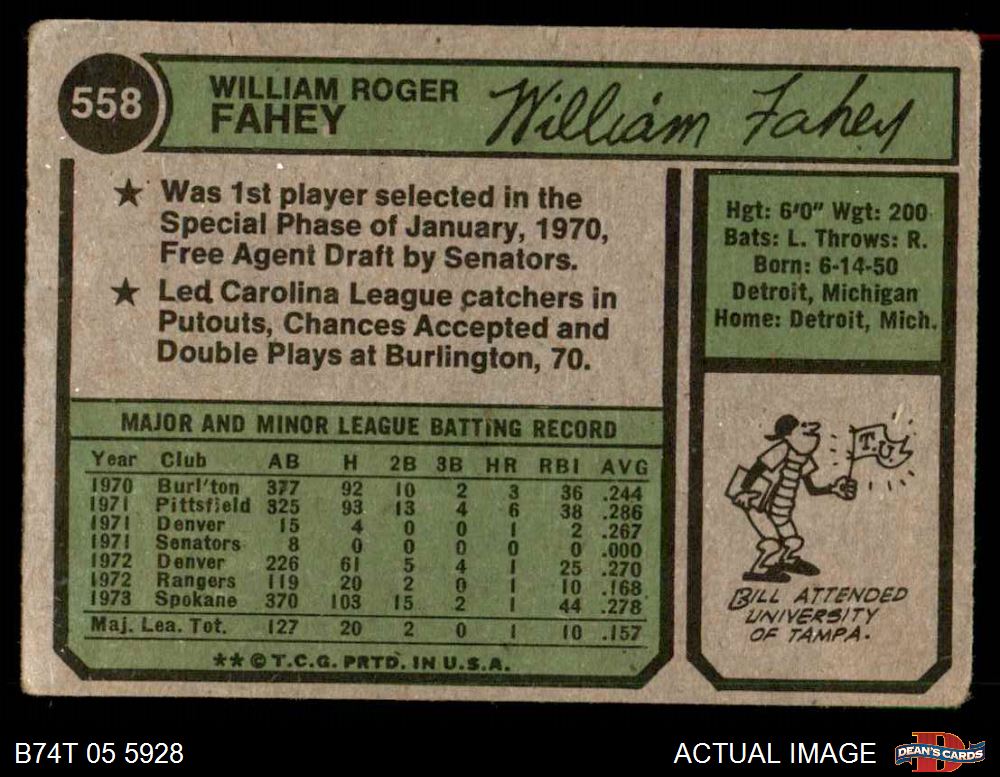 558
WILLIAM ROGER
FAHEY
William Fahey
★ Was 1st player selected in the
Special Phase of January, 1970,
Free Agent Draft by Senators.
★ Led Carolina League catchers in
Putouts, Chances Accepted and
Double Plays at Burlington, 70.
Hgt: 6'0" Wgt: 200
Bats: L. Throws: R.
Born: 6-14-50
Detroit, Michigan
Home: Detroit, Mich.
MAJOR AND MINOR LEAGUE BATTING RECORD
Year Club AB H 2B 3B HR RBI AVG
1970 Burl'ton 377 92 10 2 3 36 .244
1971 Pittsfield 325 93 13 4 6 38 .286
1971 Denver 15 4 0 0 1 2 .267
1971 Senators 8 0 0 0 0 0 .000
1972 Denver 226 61 5 4 1 25 .270
1972 Rangers 119 20 2 0 1 10 .168
1973 Spokane 370 103 15 2 1 44 .278
Maj. Lea. Tot. 127 20 2 0 1 10 .157
** © T.C.G. PRTD. IN U.S.A.
T.U.
BILL ATTENDED
UNIVERSITY
OF TAMPA.
B74T 05 5928
ACTUAL IMAGE
D
DEAN'S CARDS